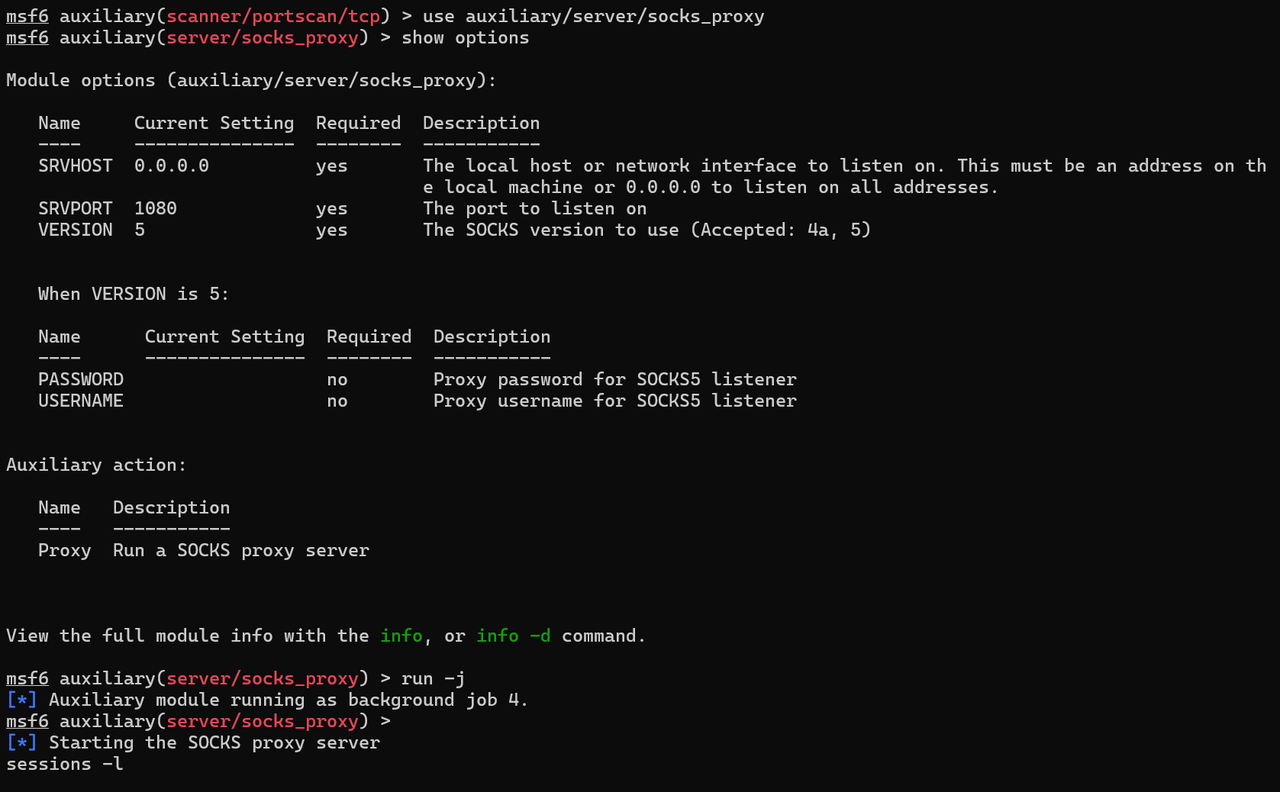 msf6 auxiliary(scanner/portscan/tcp) > use auxiliary/server/socks_proxy
msf6 auxiliary(server/socks_proxy) > show options
Module options (auxiliary/server/socks_proxy):
Name     Current Setting  Required  Description
----     ---------------  --------  -----------
SRVHOST  0.0.0.0          yes       The local host or network interface to listen on. This must be an address on th
e local machine or 0.0.0.0 to listen on all addresses.
SRVPORT  1080             yes       The port to listen on
VERSION  5                yes       The SOCKS version to use (Accepted: 4a, 5)
When VERSION is 5:
Name      Current Setting  Required  Description
----      ---------------  --------  -----------
PASSWORD                   no        Proxy password for SOCKS5 listener
USERNAME                   no        Proxy username for SOCKS5 listener
Auxiliary action:
Name   Description
----   -----------
Proxy  Run a SOCKS proxy server
View the full module info with the info, or info -d command.
msf6 auxiliary(server/socks_proxy) > run -j
[*] Auxiliary module running as background job 4.
msf6 auxiliary(server/socks_proxy) >
[*] Starting the SOCKS proxy server
sessions -l